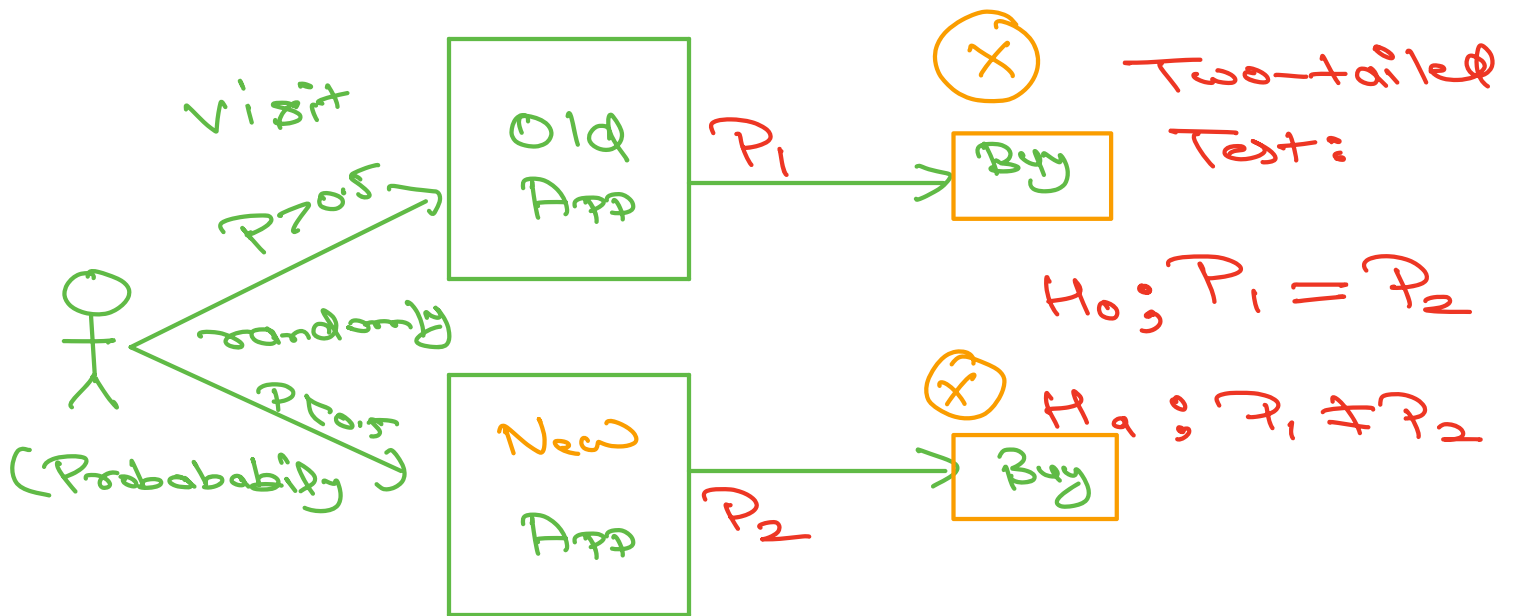 Visit
P 0.5
randomly
P 0.5
(Probabability)
Old
App
P1
X
Buy
New
App
P2
X
Buy
Two-tailed
Test:
H0: P1 = P2
Ha: P1 ≠ P2